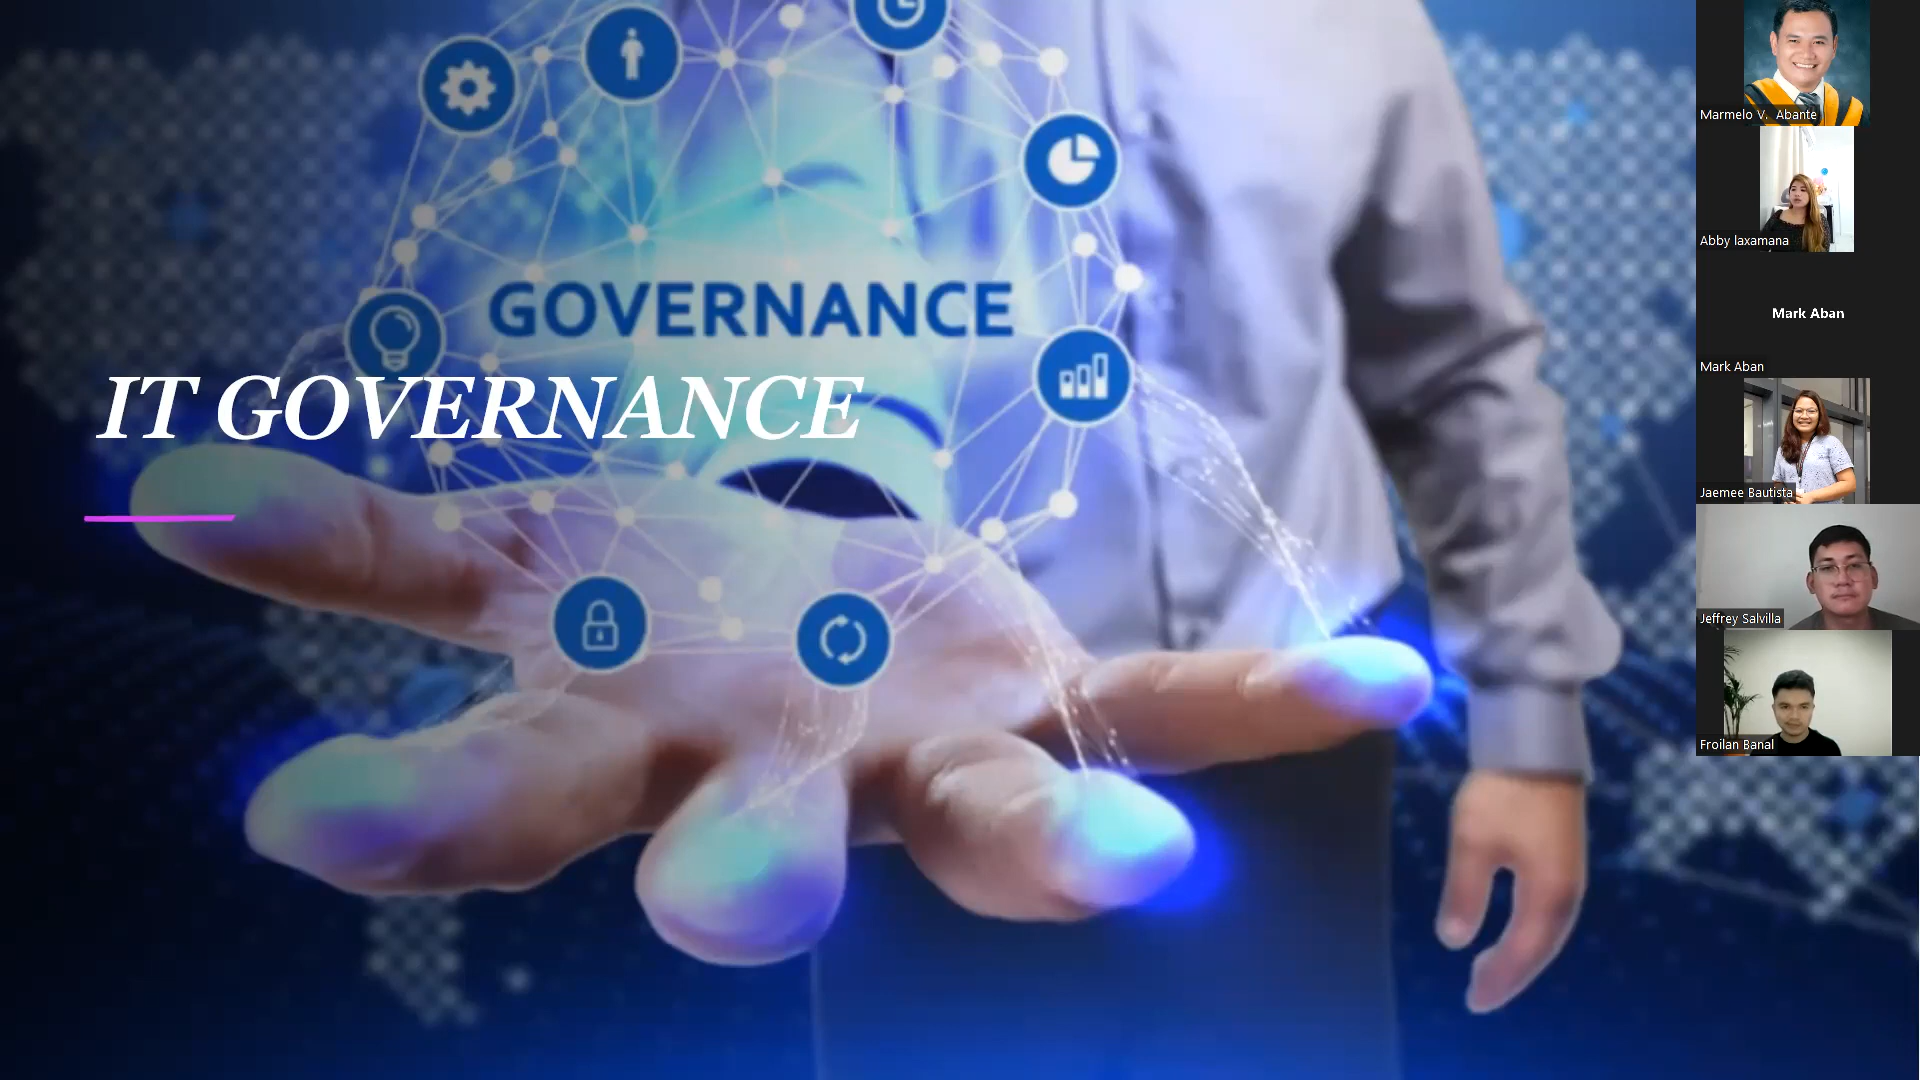 GOVERNANCE
IT GOVERNANCE
Marmelo V. Abante
Abby laxamana
Mark Aban
Mark Aban
Jaemee Bautista
Jeffrey Salvilla
Froilan Banal